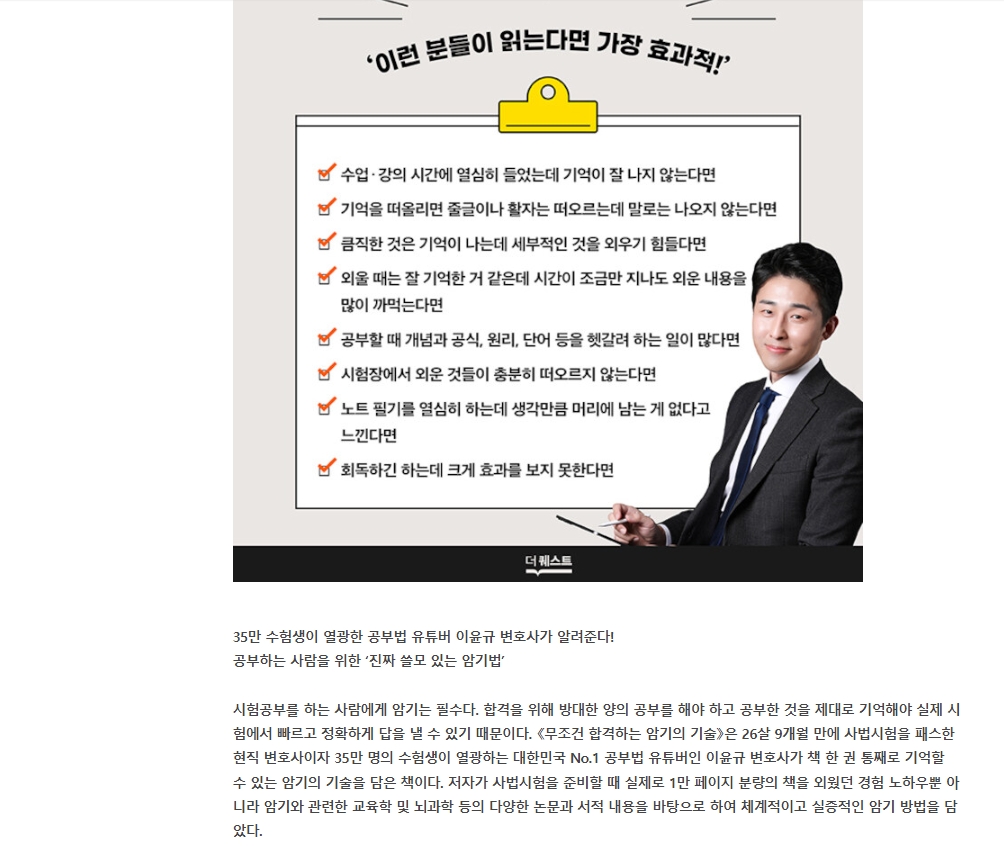 ‘이런 분들이 읽는다면 가장 효과적!’
수업·강의 시간에 열심히 들었는데 기억이 잘 나지 않는다면
기억을 떠올리면 줄글이나 활자는 떠오르는데 말로는 나오지 않는다면
큼직한 것은 기억이 나는데 세부적인 것을 외우기 힘들다면
외울 때는 잘 기억한 거 같은데 시간이 조금만 지나도 외운 내용을
많이 까먹는다면
공부할 때 개념과 공식, 원리, 단어 등을 헷갈려 하는 일이 많다면
시험장에서 외운 것들이 충분히 떠오르지 않는다면
노트 필기를 열심히 하는데 생각만큼 머리에 남는 게 없다고
느낀다면
회독하긴 하는데 크게 효과를 보지 못한다면
더퀘스트
35만 수험생이 열광한 공부법 유튜버 이윤규 변호사가 알려준다!
공부하는 사람을 위한 ‘진짜 쓸모 있는 암기법’
시험공부를 하는 사람에게 암기는 필수다. 합격을 위해 방대한 양의 공부를 해야 하고 공부한 것을 제대로 기억해야 실제 시
험에서 빠르고 정확하게 답을 낼 수 있기 때문이다. 《무조건 합격하는 암기의 기술》은 26살 9개월 만에 사법시험을 패스한
현직 변호사이자 35만 명의 수험생이 열광하는 대한민국 No.1 공부법 유튜버인 이윤규 변호사가 책 한 권 통째로 기억할
수 있는 암기의 기술을 담은 책이다. 저자가 사법시험을 준비할 때 실제로 1만 페이지 분량의 책을 외웠던 경험 노하우뿐 아
니라 암기와 관련한 교육학 및 뇌과학 등의 다양한 논문과 서적 내용을 바탕으로 하여 체계적이고 실증적인 암기 방법을 담
았다.